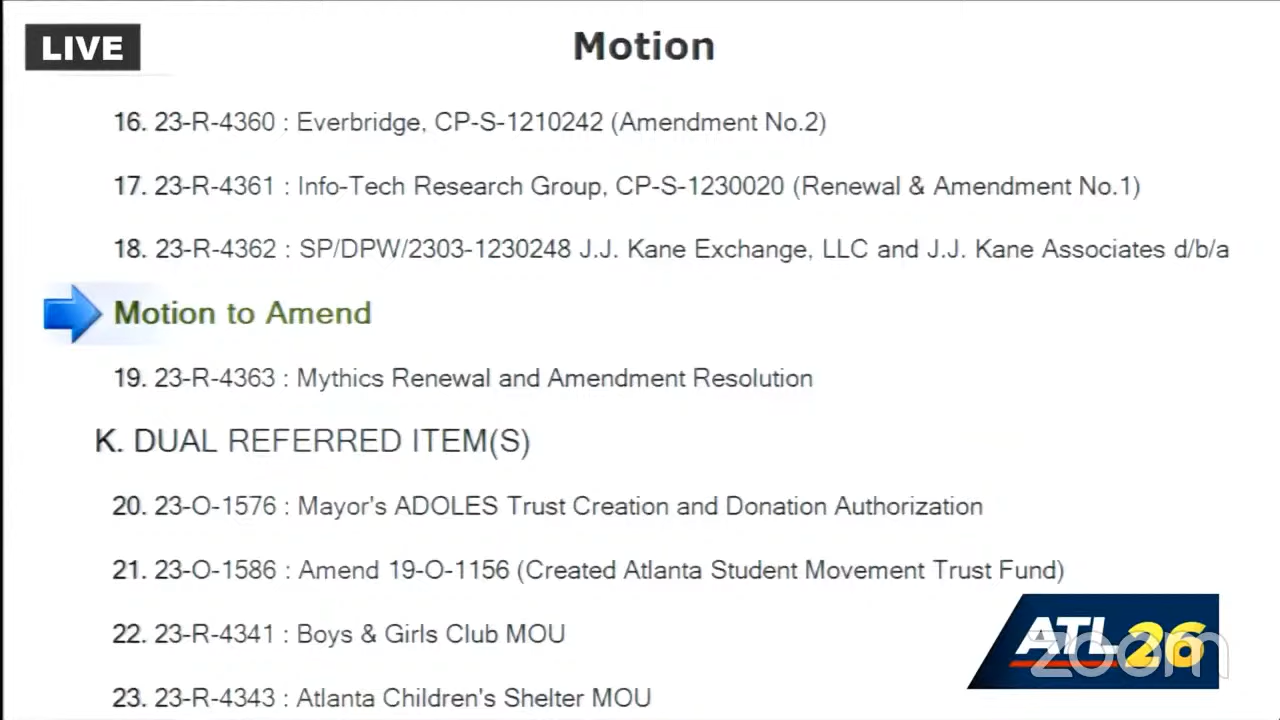 LIVE
Motion
16. 23-R-4360 : Everbridge, CP-S-1210242 (Amendment No.2)
17. 23-R-4361 : Info-Tech Research Group, CP-S-1230020 (Renewal & Amendment No.1)
18. 23-R-4362 : SP/DPW/2303-1230248 J.J. Kane Exchange, LLC and J.J. Kane Associates d/b/a
Motion to Amend
19. 23-R-4363 : Mythics Renewal and Amendment Resolution
K. DUAL REFERRED ITEM(S)
20. 23-O-1576 : Mayor's ADOLES Trust Creation and Donation Authorization
21. 23-O-1586 : Amend 19-O-1156 (Created Atlanta Student Movement Trust Fund)
22. 23-R-4341 : Boys & Girls Club MOU
23. 23-R-4343 : Atlanta Children's Shelter MOU
ATL 26
zoom